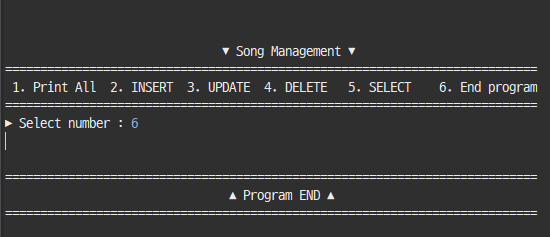 ▼ Song Management ▼
============================================================================
1. Print All  2. INSERT  3. UPDATE  4. DELETE   5. SELECT    6. End program
============================================================================
▶ Select number : 6
============================================================================
▲ Program END ▲
============================================================================